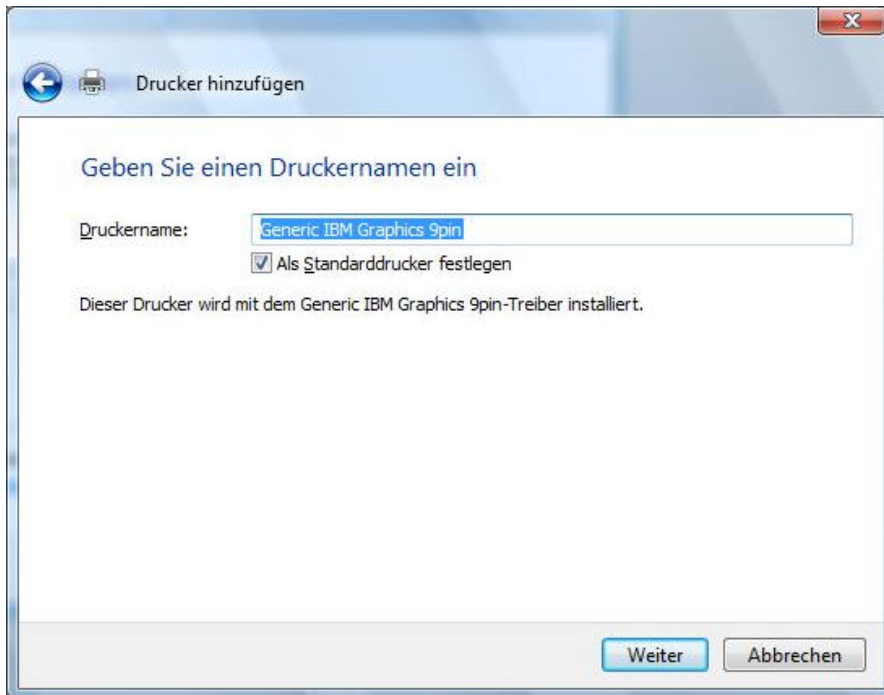 Drucker hinzufügen
Geben Sie einen Druckernamen ein
Druckername: Generic IBM Graphics 9pin
Als Standarddrucker festlegen
Dieser Drucker wird mit dem Generic IBM Graphics 9pin-Treiber installiert.
Weiter Abbrechen